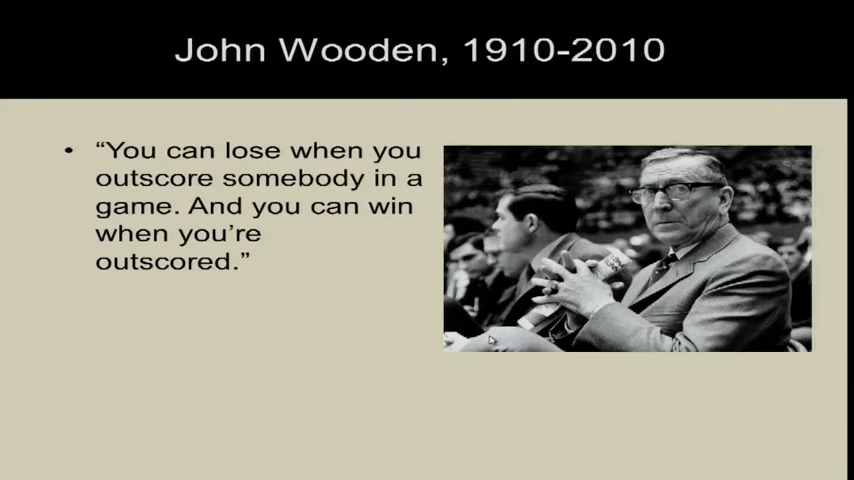 John Wooden, 1910-2010
• “You can lose when you
outscore somebody in a
game. And you can win
when you’re
outscored.”